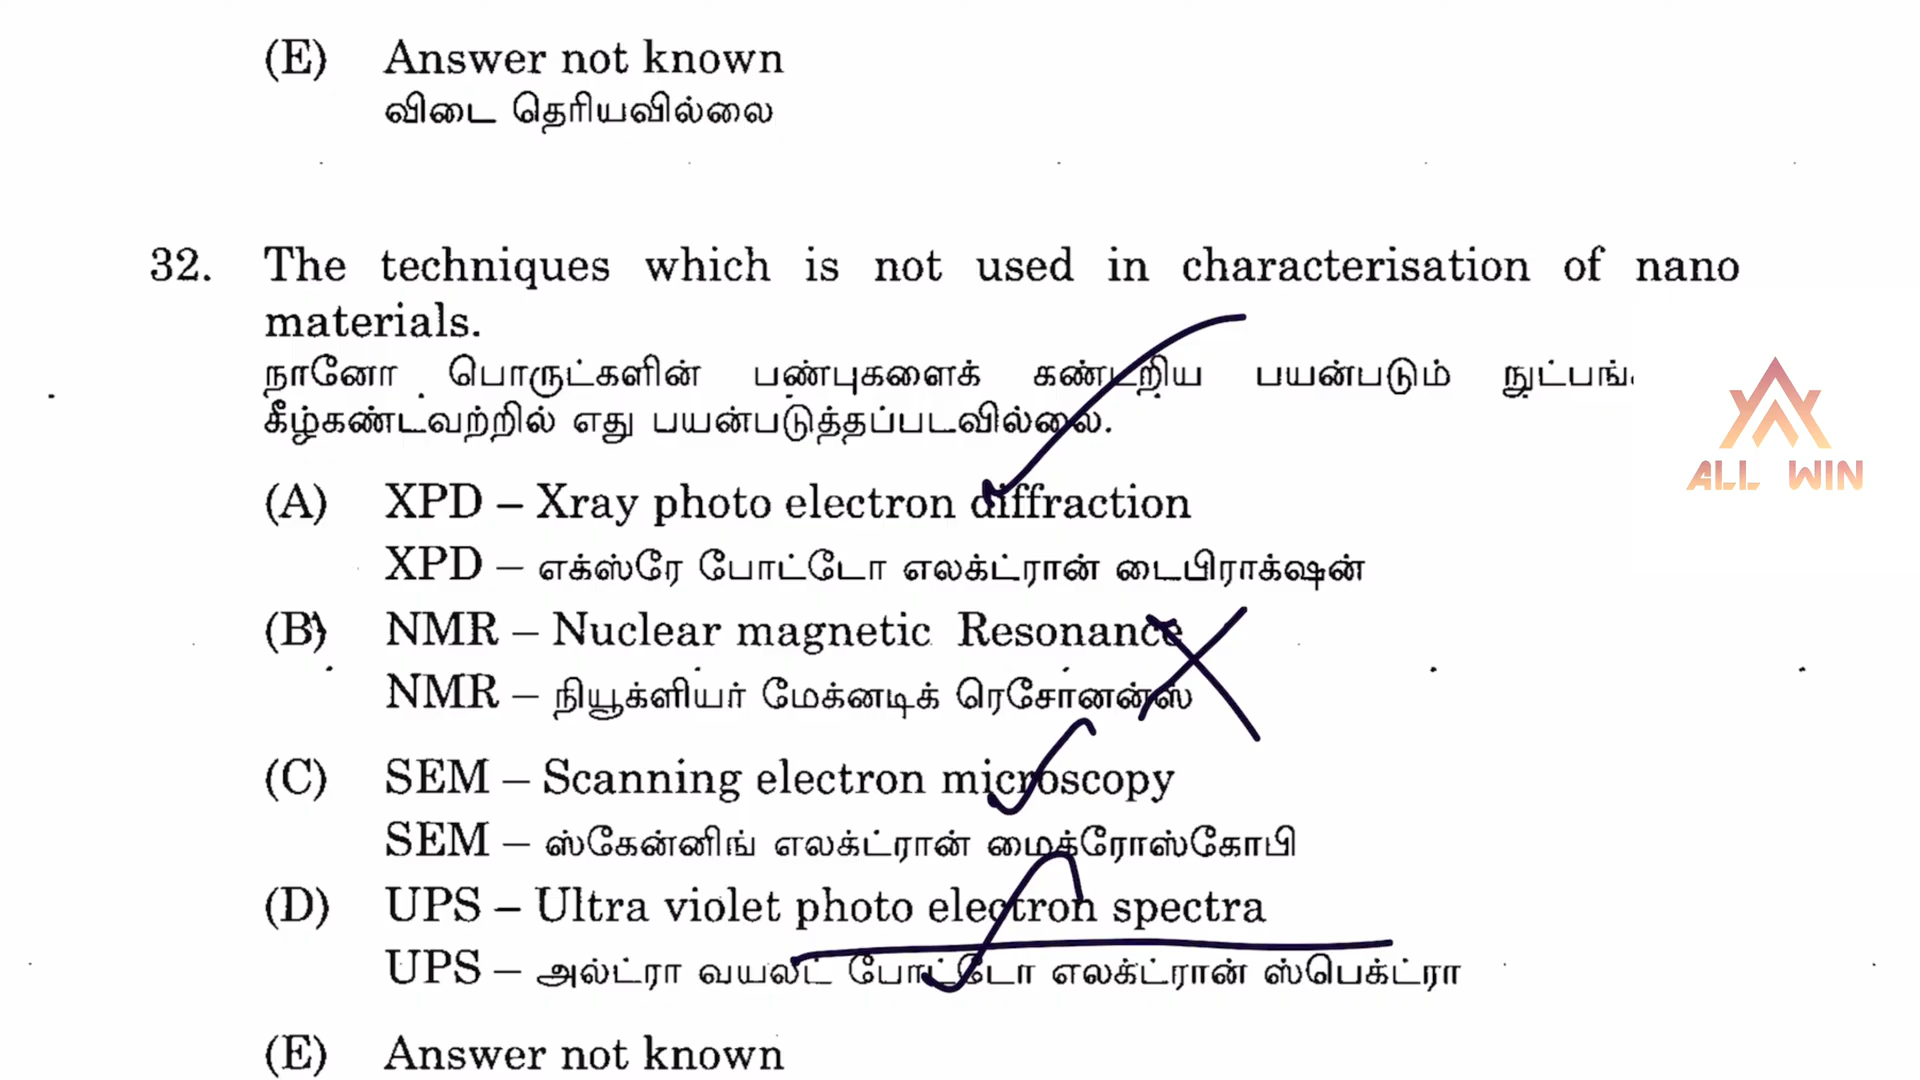 (E) Answer not known
விடை தெரியவில்லை
32. The techniques which is not used in characterisation of nano
materials.
நானோ பொருட்களின் பண்புகளைக் கண்டறிய பயன்படும்
கீழ்கண்டவற்றில் எது பயன்படுத்தப்படவில்லை.
(A) XPD – Xray photo electron diffraction
XPD – எக்ஸ்ரே போட்டோ எலக்ட்ரான் டைபிராக்‌ஷன்
(B) NMR – Nuclear magnetic Resonance
NMR – நியூக்ளியர் மேக்னடிக் ரெசோனன்ஸ்
(C) SEM – Scanning electron microscopy
SEM – ஸ்கேன்னிங் எலக்ட்ரான் மைக்ரோஸ்கோபி
(D) UPS – Ultra violet photo electron spectra
UPS – அல்ட்ரா வயலட் போட்டோ எலக்ட்ரான் ஸ்பெக்ட்ரா
(E) Answer not known
ALL WIN